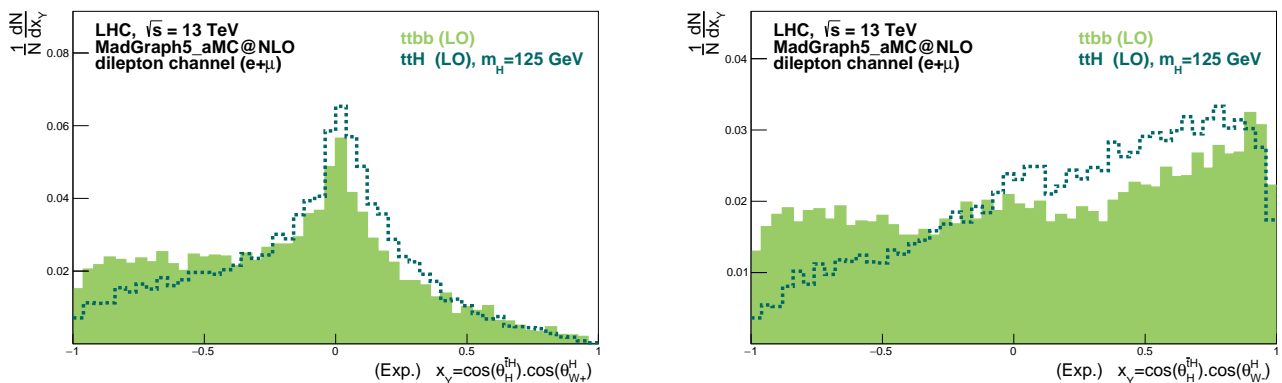 1/N dN/dx_Y
LHC, √s = 13 TeV
MadGraph5_aMC@NLO
dilepton channel (e+μ)
ttbb (LO)
ttH (LO), m_H=125 GeV
0.08
0.06
0.04
0.02
−1 −0.5 0 0.5 1
(Exp.) x_Y=cos(θ_H^{t̄H}).cos(θ_{W+}^H)
1/N dN/dx_Y
LHC, √s = 13 TeV
MadGraph5_aMC@NLO
dilepton channel (e+μ)
ttbb (LO)
ttH (LO), m_H=125 GeV
0.04
0.03
0.02
0.01
−1 −0.5 0 0.5 1
(Exp.) x_Y=cos(θ_H^{t̄H}).cos(θ_{W-}^H)